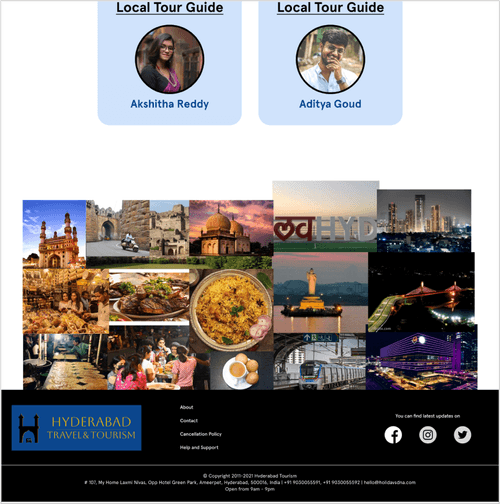 Local Tour Guide
Local Tour Guide
Akshitha Reddy
Aditya Goud
लवHYD
HYDERABAD
TRAVEL & TOURISM
About
Contact
Cancellation Policy
Help and Support
You can find latest updates on
© Copyright 2011-2021 Hyderabad Tourism
# 107, My Home Laxmi Nivas, Opp Hotel Green Park, Ameerpet, Hyderabad, 500016, India | +91 9030055591, +91 9030055592 | hello@holidaysdna.com
Open from 9am - 9pm